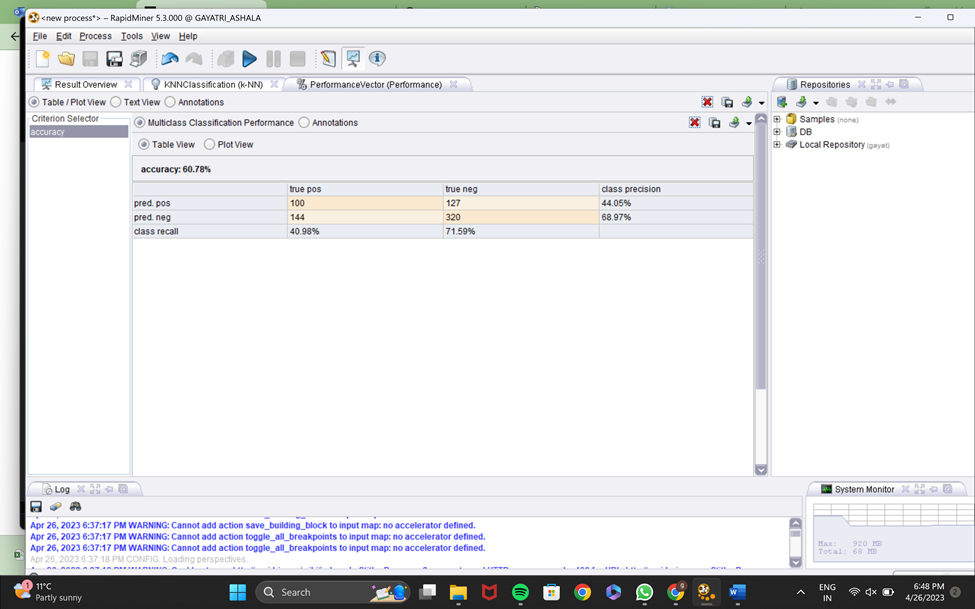 <new process*> – RapidMiner 5.3.000 @ GAYATRI_ASHALA
File Edit Process Tools View Help
Result Overview KNNClassification (k-NN) PerformanceVector (Performance)
Repositories
Table / Plot View Text View Annotations
Criterion Selector
accuracy
Multiclass Classification Performance Annotations
Table View Plot View
accuracy: 60.78%
true pos true neg class precision
pred. pos 100 127 44.05%
pred. neg 144 320 68.97%
class recall 40.98% 71.59%
Samples (none)
DB
Local Repository (gayat)
Log
Apr 26, 2023 6:37:17 PM WARNING: Cannot add action save_building_block to input map: no accelerator defined.
Apr 26, 2023 6:37:17 PM WARNING: Cannot add action toggle_all_breakpoints to input map: no accelerator defined.
Apr 26, 2023 6:37:17 PM WARNING: Cannot add action toggle_all_breakpoints to input map: no accelerator defined.
Apr 26, 2023 6:37:18 PM CONFIG: Loading perspectives.
System Monitor
Max: 920 MB
Total: 60 MB
1
11°C
Partly sunny
Search
9
ENG
IN
6:48 PM
4/26/2023
2